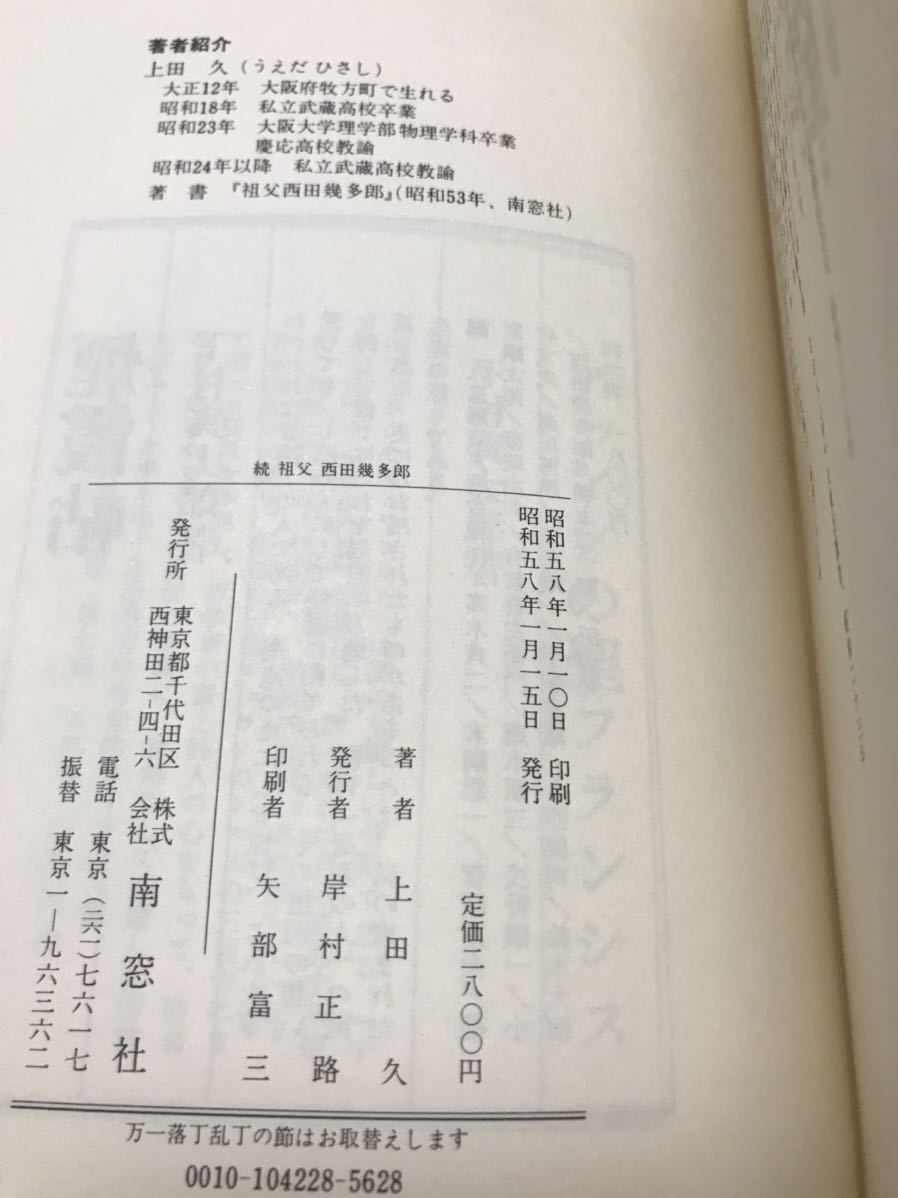 著者紹介
上田　久（うえだ ひさし）
大正12年　大阪府牧方町で生れる
昭和18年　私立武蔵高校卒業
昭和23年　大阪大学理学部物理学科卒業
慶応高校教諭
昭和24年以降　私立武蔵高校教諭
著　書　『祖父西田幾多郎』（昭和53年、南窓社）
続 祖父 西田幾多郎
昭和五八年一月一〇日　印刷
昭和五八年一月一五日　発行
定価二八〇〇円
著　者　上田　久
発行者　岸村正路
印刷者　矢部富三
発行所　東京都千代田区西神田二-四-六　株式会社　南窓社
電話　東京（二六一）七六一七
振替　東京一―九六三六二
万一落丁乱丁の節はお取替えします
0010-104228-5628